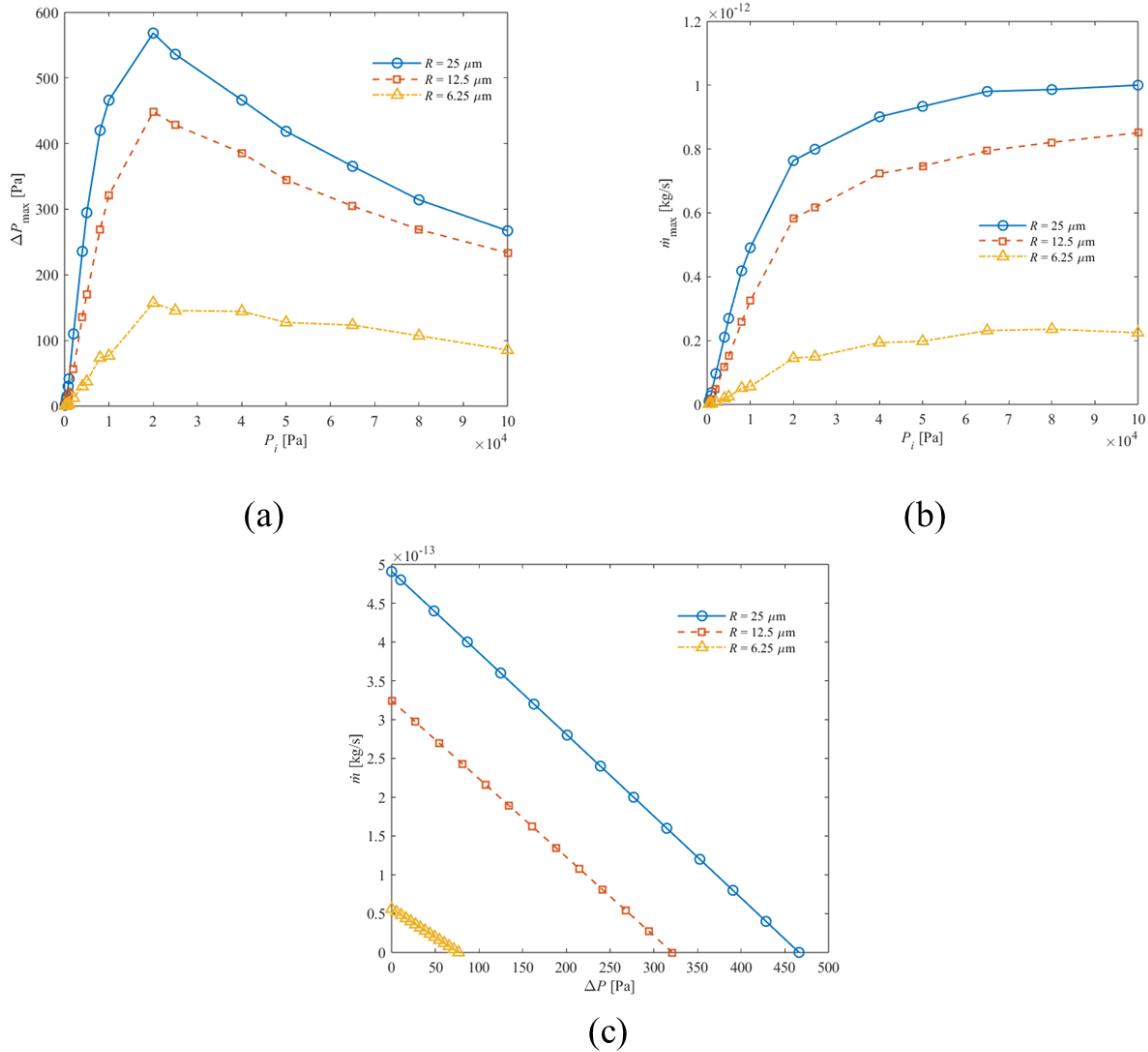 600
500
400
300
200
100
0
ΔP_max [Pa]
R = 25 μm
R = 12.5 μm
R = 6.25 μm
0 1 2 3 4 5 6 7 8 9 10
P_i [Pa]
×10⁴
(a)
×10⁻¹²
1.2
1
0.8
0.6
0.4
0.2
0
ṁ_max [kg/s]
R = 25 μm
R = 12.5 μm
R = 6.25 μm
0 1 2 3 4 5 6 7 8 9 10
P_i [Pa]
×10⁴
(b)
×10⁻¹³
5
4.5
4
3.5
3
2.5
2
1.5
1
0.5
0
ṁ [kg/s]
R = 25 μm
R = 12.5 μm
R = 6.25 μm
0 50 100 150 200 250 300 350 400 450 500
ΔP [Pa]
(c)